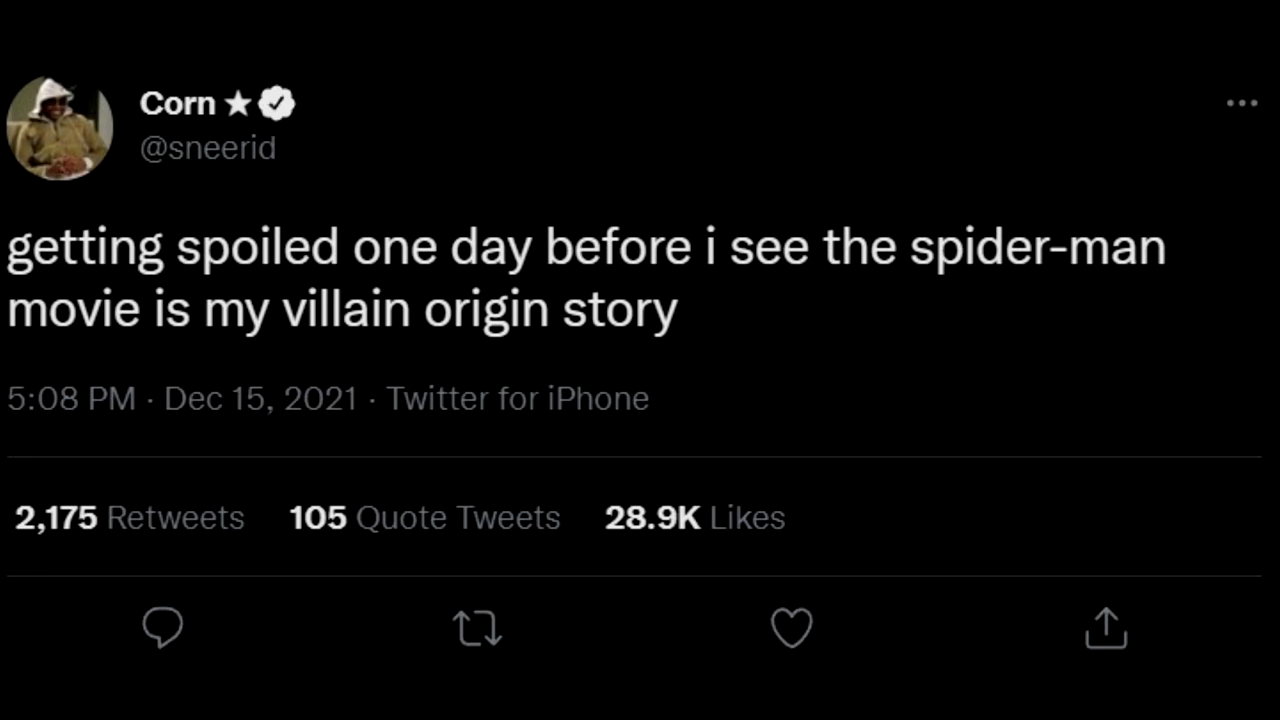 Corn ★
@sneerid
getting spoiled one day before i see the spider-man
movie is my villain origin story
5:08 PM · Dec 15, 2021 · Twitter for iPhone
2,175 Retweets 105 Quote Tweets 28.9K Likes